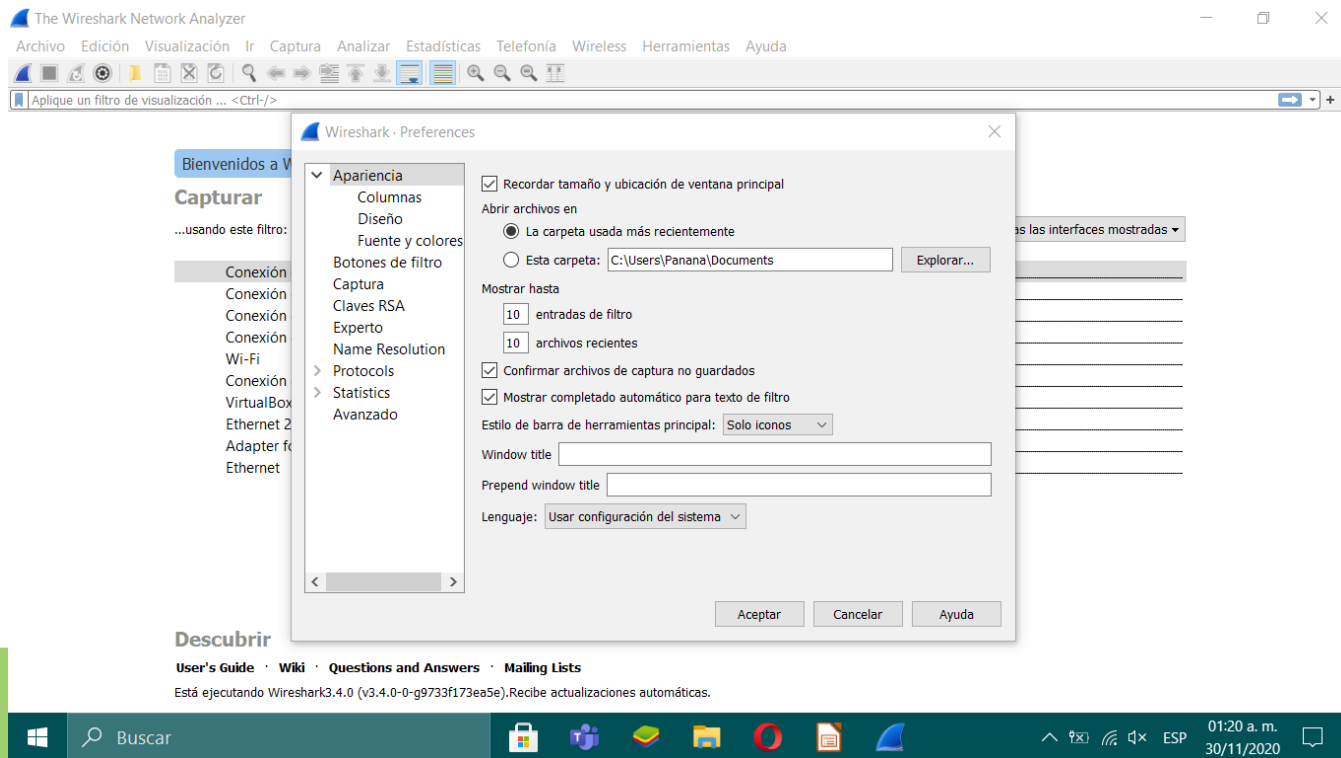 The Wireshark Network Analyzer
Archivo Edición Visualización Ir Captura Analizar Estadísticas Telefonía Wireless Herramientas Ayuda
Aplique un filtro de visualización ... <Ctrl-/>
Wireshark · Preferences
Bienvenidos a W
Capturar
...usando este filtro:
as las interfaces mostradas
Conexión
Conexión
Conexión
Conexión
Wi-Fi
Conexión
VirtualBox
Ethernet 2
Adapter fo
Ethernet
Apariencia
Columnas
Diseño
Fuente y colores
Botones de filtro
Captura
Claves RSA
Experto
Name Resolution
Protocols
Statistics
Avanzado
Recordar tamaño y ubicación de ventana principal
Abrir archivos en
La carpeta usada más recientemente
Esta carpeta: C:\Users\Panana\Documents Explorar...
Mostrar hasta
10 entradas de filtro
10 archivos recientes
Confirmar archivos de captura no guardados
Mostrar completado automático para texto de filtro
Estilo de barra de herramientas principal: Solo iconos
Window title
Prepend window title
Lenguaje: Usar configuración del sistema
Aceptar Cancelar Ayuda
Descubrir
User's Guide · Wiki · Questions and Answers · Mailing Lists
Está ejecutando Wireshark3.4.0 (v3.4.0-0-g9733f173ea5e).Recibe actualizaciones automáticas.
Buscar
ESP
01:20 a. m.
30/11/2020